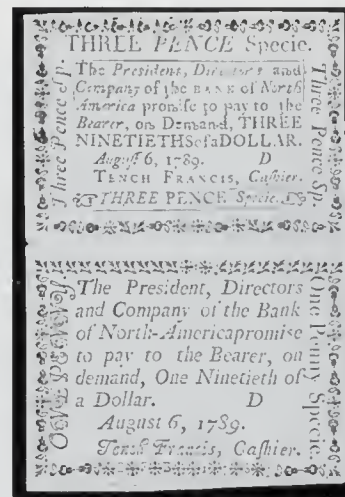 THREE PENCE Specie.
The President, Director's and
Company of the BANK of North
America promise to pay to the
Bearer, on Demand, THREE
NINETIETHS of a DOLLAR.
August 6, 1789. D
TENCH FRANCIS, Cashier.
THREE PENCE Specie.
Three Pence Sp.
Three Pence Sp.
The President, Directors
and Company of the Bank
of North-America promise
to pay to the Bearer, on
demand, One Ninetieth of
a Dollar. D
August 6, 1789.
Tench Francis, Cashier.
ONE PENNY.
One Penny Specie.